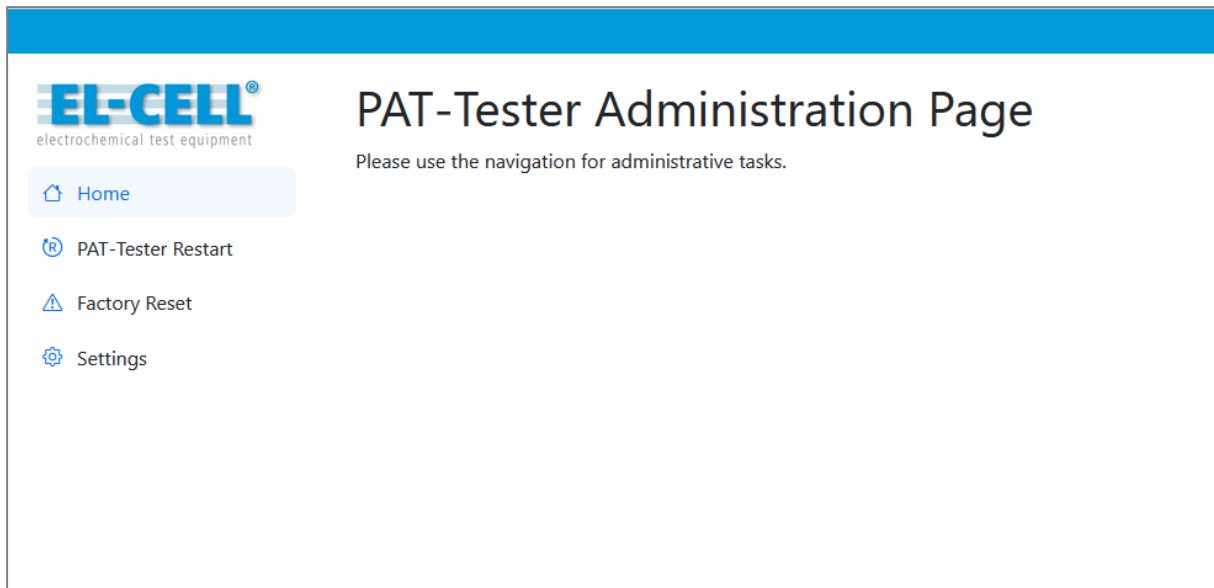 EL-CELL®
electrochemical test equipment
Home
PAT-Tester Restart
Factory Reset
Settings
PAT-Tester Administration Page
Please use the navigation for administrative tasks.